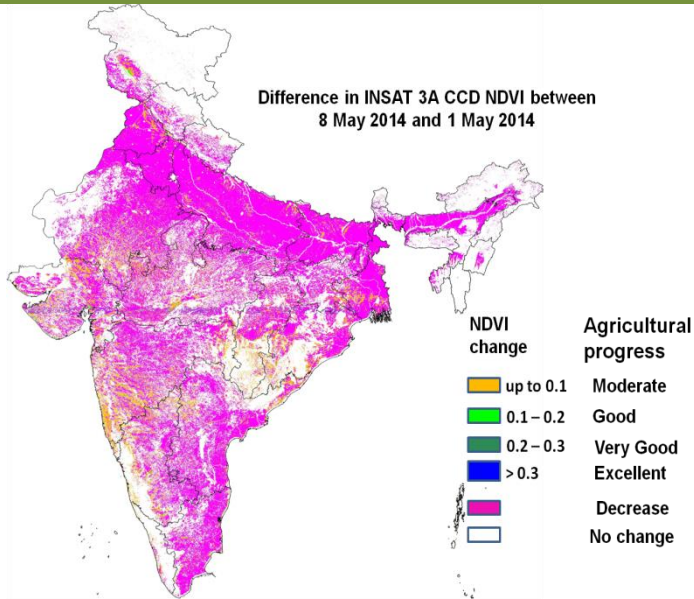 Difference in INSAT 3A CCD NDVI between
8 May 2014 and 1 May 2014
NDVI change Agricultural progress
up to 0.1 Moderate
0.1 – 0.2 Good
0.2 – 0.3 Very Good
> 0.3 Excellent
Decrease
No change